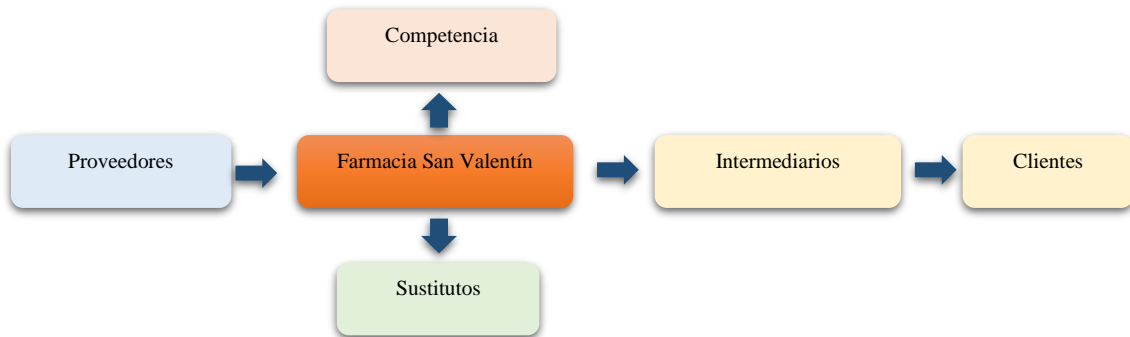 Competencia
Proveedores
Farmacia San Valentín
Intermediarios
Clientes
Sustitutos